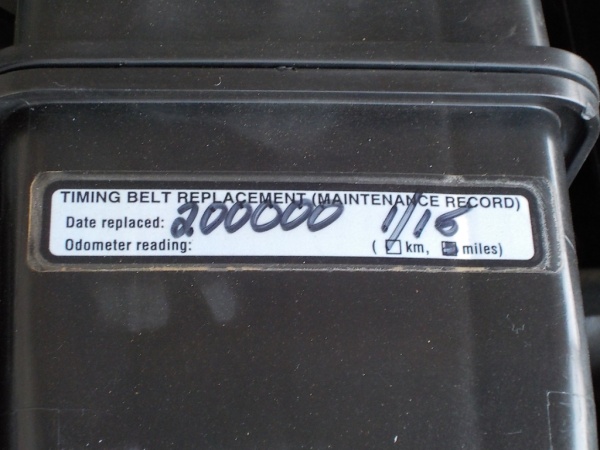 TIMING BELT REPLACEMENT (MAINTENANCE RECORD)
Date replaced: 200000 1/16
Odometer reading: ( km, miles)